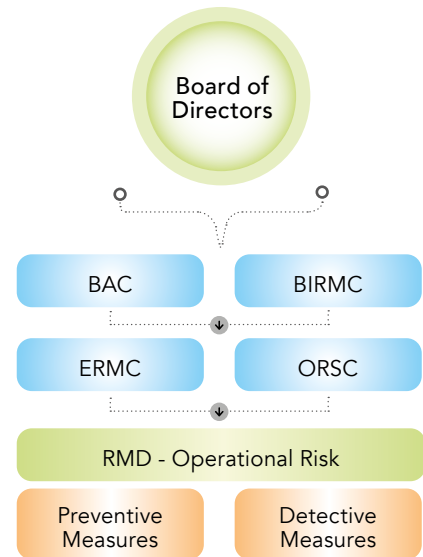 Board of
Directors
BAC
BIRMC
ERMC
ORSC
RMD - Operational Risk
Preventive
Measures
Detective
Measures